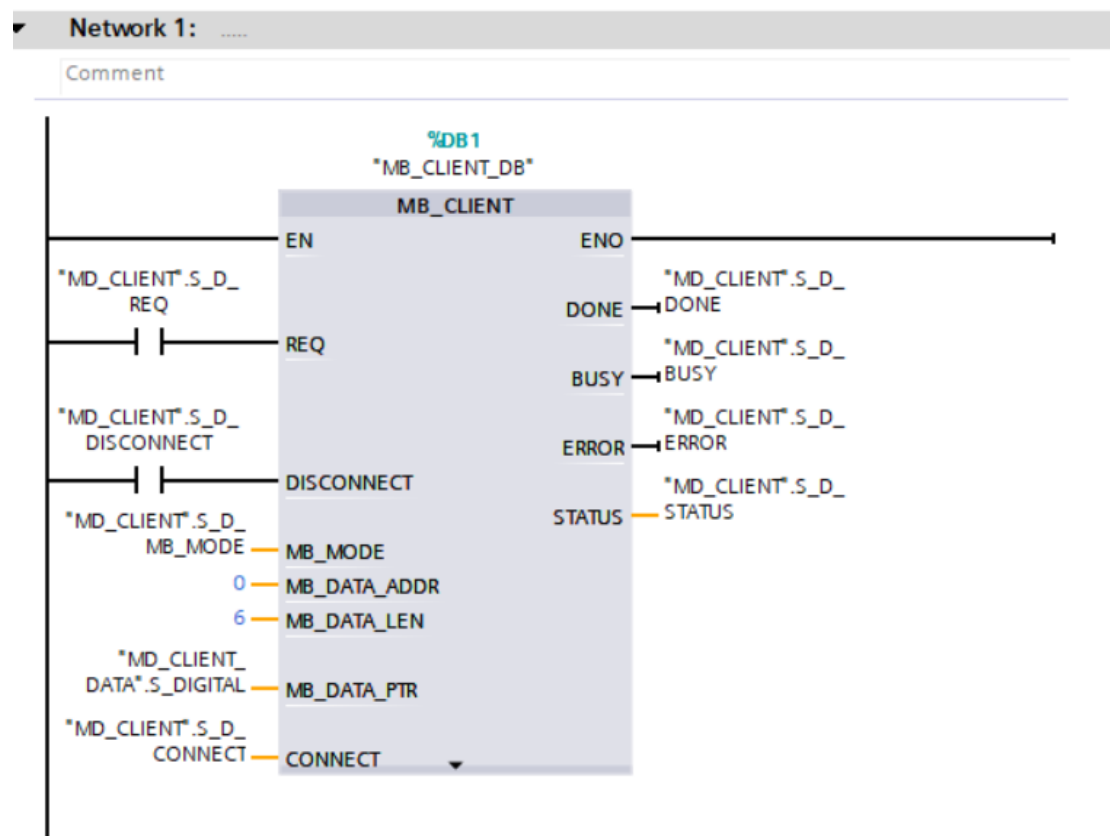 Network 1: .....
Comment
%DB1
"MB_CLIENT_DB"
MB_CLIENT
EN
ENO
"MD_CLIENT".S_D_
REQ
REQ
"MD_CLIENT".S_D_
DONE
DONE
"MD_CLIENT".S_D_
BUSY
BUSY
"MD_CLIENT".S_D_
DISCONNECT
DISCONNECT
"MD_CLIENT".S_D_
ERROR
ERROR
"MD_CLIENT".S_D_
STATUS
STATUS
"MD_CLIENT".S_D_
MB_MODE
MB_MODE
0
MB_DATA_ADDR
6
MB_DATA_LEN
"MD_CLIENT_
DATA".S_DIGITAL
MB_DATA_PTR
"MD_CLIENT".S_D_
CONNECT
CONNECT